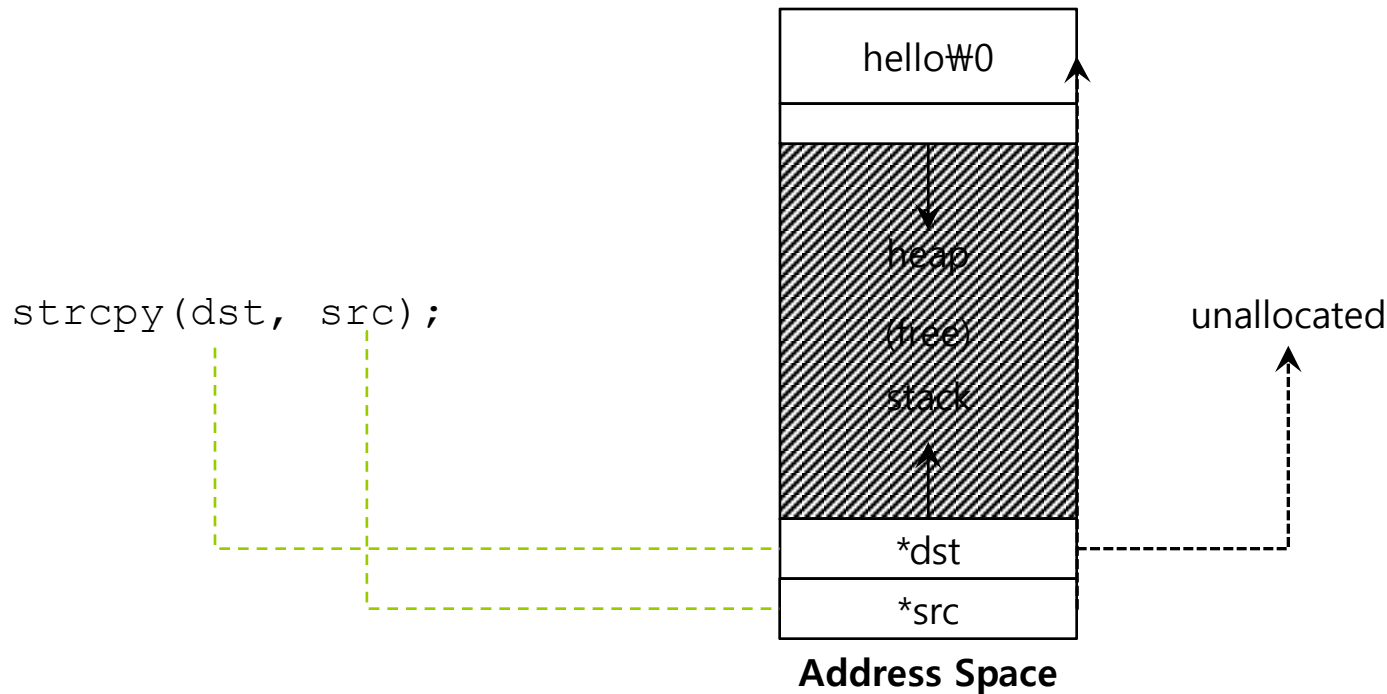 hello₩0
heap
strcpy(dst, src);
(free)
unallocated
stack
*dst
*src
Address Space